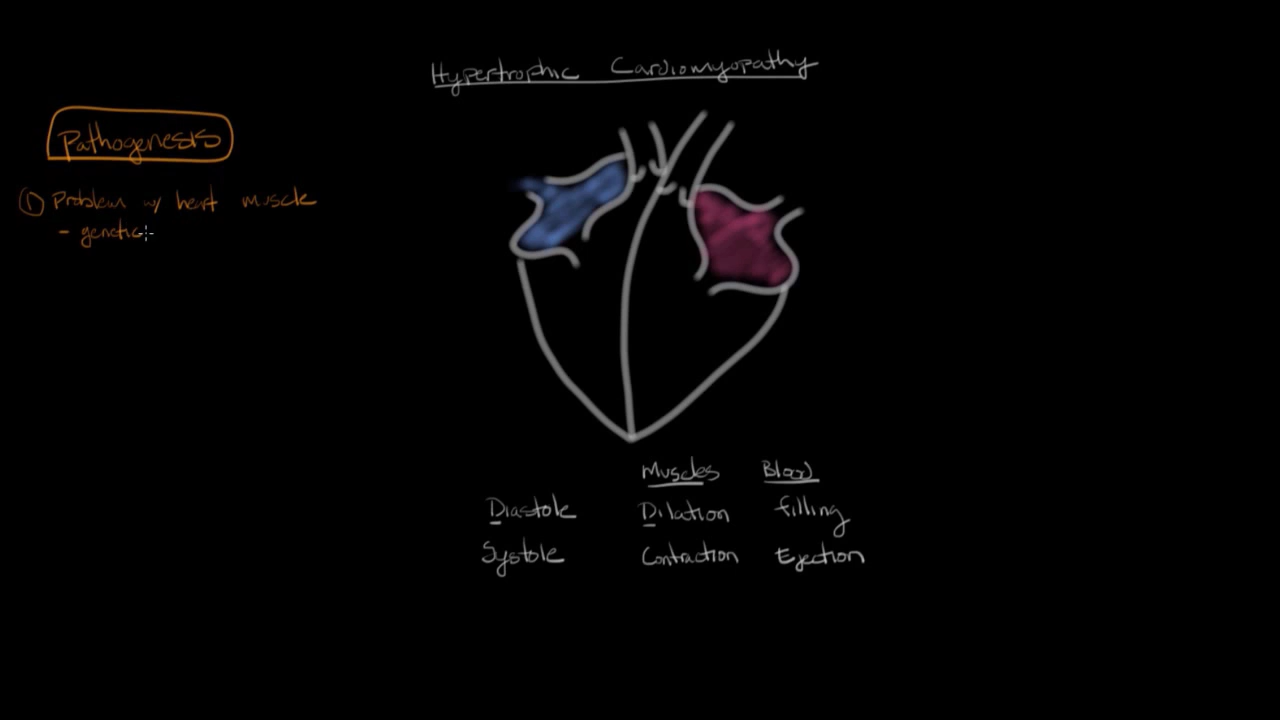 Hypertrophic Cardiomyopathy
Pathogenesis
① Problem w/ heart muscle
- genetic
Muscles Blood
Diastole Dilation filling
Systole Contraction Ejection